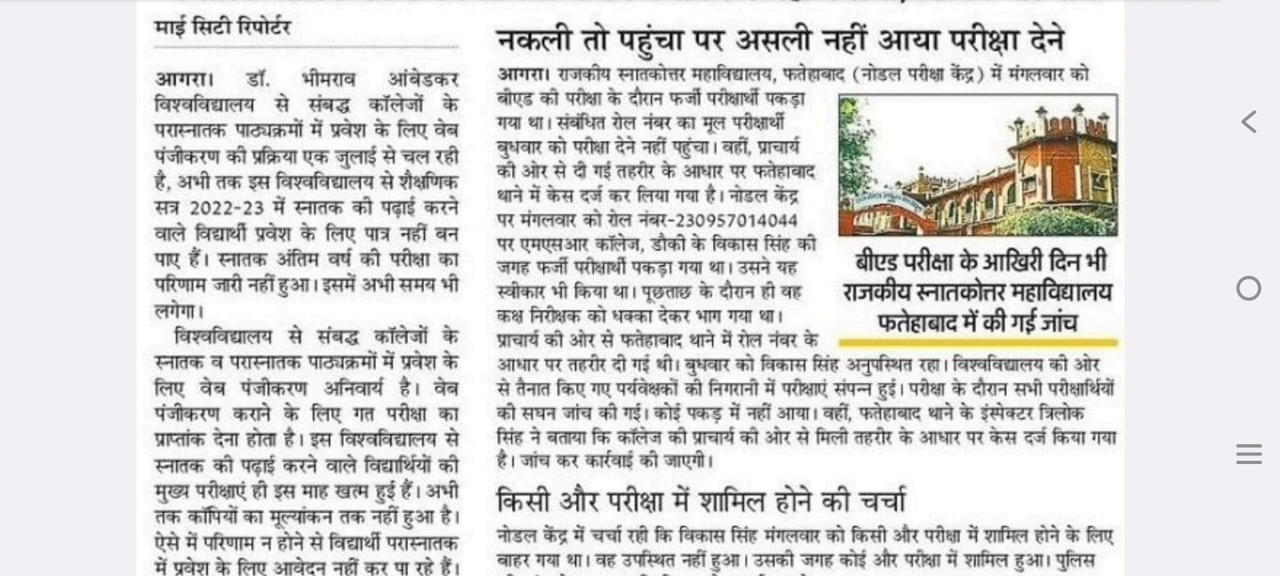 माई सिटी रिपोर्टर
आगरा। डॉ. भीमराव आंबेडकर
विश्वविद्यालय से संबद्ध कॉलेजों के
परास्नातक पाठ्यक्रमों में प्रवेश के लिए वेब
पंजीकरण की प्रक्रिया एक जुलाई से चल रही
है, अभी तक इस विश्वविद्यालय से शैक्षणिक
सत्र 2022-23 में स्नातक की पढ़ाई करने
वाले विद्यार्थी प्रवेश के लिए पात्र नहीं बन
पाए हैं। स्नातक अंतिम वर्ष की परीक्षा का
परिणाम जारी नहीं हुआ। इसमें अभी समय भी
लगेगा।
विश्वविद्यालय से संबद्ध कॉलेजों के
स्नातक व परास्नातक पाठ्यक्रमों में प्रवेश के
लिए वेब पंजीकरण अनिवार्य है। वेब
पंजीकरण कराने के लिए गत परीक्षा का
प्राप्तांक देना होता है। इस विश्वविद्यालय से
स्नातक की पढ़ाई करने वाले विद्यार्थियों की
मुख्य परीक्षाएं ही इस माह खत्म हुई हैं। अभी
तक कॉपियों का मूल्यांकन तक नहीं हुआ है।
ऐसे में परिणाम न होने से विद्यार्थी परास्नातक
में प्रवेश के लिए आवेदन नहीं कर पा रहे हैं।
नकली तो पहुंचा पर असली नहीं आया परीक्षा देने
आगरा। राजकीय स्नातकोत्तर महाविद्यालय, फतेहाबाद (नोडल परीक्षा केंद्र) में मंगलवार को
बीएड की परीक्षा के दौरान फर्जी परीक्षार्थी पकड़ा
गया था। संबंधित रोल नंबर का मूल परीक्षार्थी
बुधवार को परीक्षा देने नहीं पहुंचा। वहीं, प्राचार्य
की ओर से दी गई तहरीर के आधार पर फतेहाबाद
थाने में केस दर्ज कर लिया गया है। नोडल केंद्र
पर मंगलवार को रोल नंबर-230957014044
पर एमएसआर कॉलेज, डौकी के विकास सिंह की
जगह फर्जी परीक्षार्थी पकड़ा गया था। उसने यह
स्वीकार भी किया था। पूछताछ के दौरान ही वह
कक्ष निरीक्षक को धक्का देकर भाग गया था।
प्राचार्य की ओर से फतेहाबाद थाने में रोल नंबर के
आधार पर तहरीर दी गई थी। बुधवार को विकास सिंह अनुपस्थित रहा। विश्वविद्यालय की ओर
से तैनात किए गए पर्यवेक्षकों की निगरानी में परीक्षाएं संपन्न हुई। परीक्षा के दौरान सभी परीक्षार्थियों
की सघन जांच की गई। कोई पकड़ में नहीं आया। वहीं, फतेहाबाद थाने के इंस्पेक्टर त्रिलोक
सिंह ने बताया कि कॉलेज की प्राचार्य की ओर से मिली तहरीर के आधार पर केस दर्ज किया गया
है। जांच कर कार्रवाई की जाएगी।
बीएड परीक्षा के आखिरी दिन भी
राजकीय स्नातकोत्तर महाविद्यालय
फतेहाबाद में की गई जांच
किसी और परीक्षा में शामिल होने की चर्चा
नोडल केंद्र में चर्चा रही कि विकास सिंह मंगलवार को किसी और परीक्षा में शामिल होने के लिए
बाहर गया था। वह उपस्थित नहीं हुआ। उसकी जगह कोई और परीक्षा में शामिल हुआ। पुलिस